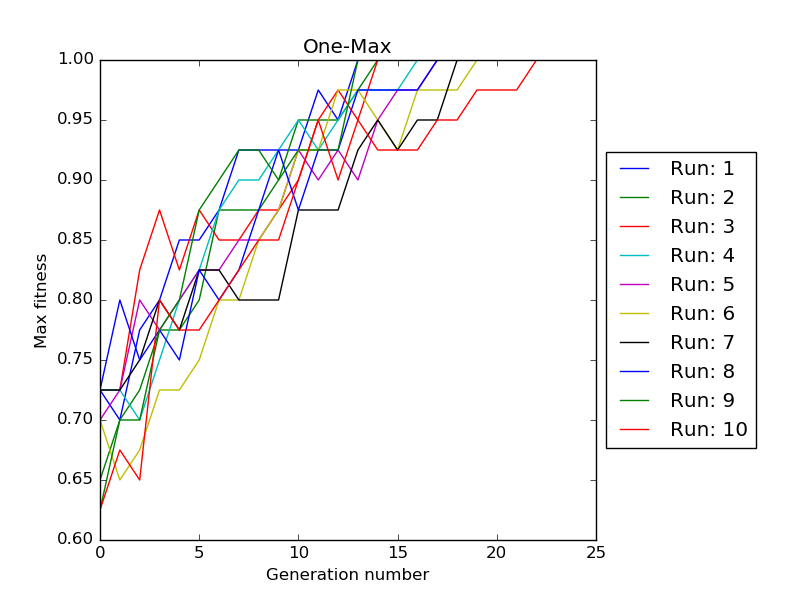 One-Max
1.00
0.95
0.90
0.85
0.80
0.75
0.70
0.65
0.60
Max fitness
0 5 10 15 20 25
Generation number
Run: 1
Run: 2
Run: 3
Run: 4
Run: 5
Run: 6
Run: 7
Run: 8
Run: 9
Run: 10